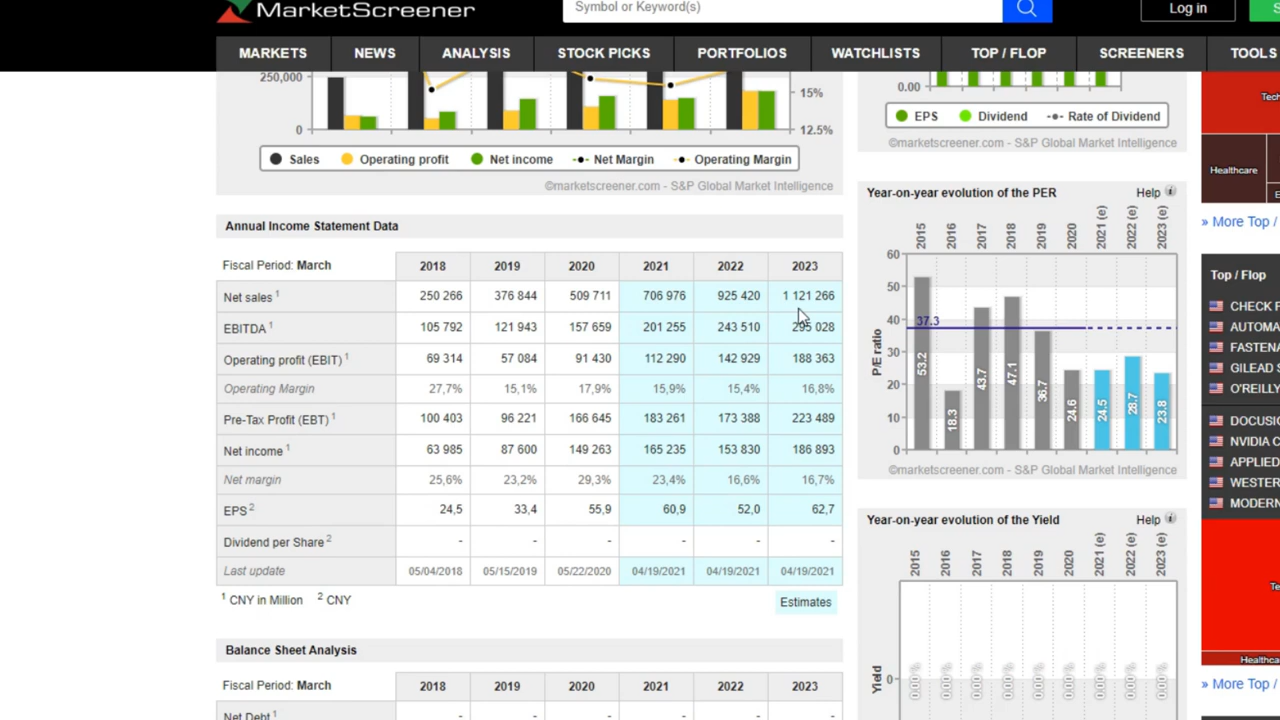 MarketScreener
Symbol or Keyword(s)
Log in
MARKETS NEWS ANALYSIS STOCK PICKS PORTFOLIOS WATCHLISTS TOP / FLOP SCREENERS TOOLS
250,000
0
15%
12.5%
Sales Operating profit Net income Net Margin Operating Margin
©marketscreener.com - S&P Global Market Intelligence
0.00
EPS Dividend Rate of Dividend
©marketscreener.com - S&P Global Market Intelligence
Annual Income Statement Data
Fiscal Period: March 2018 2019 2020 2021 2022 2023
Net sales 1 250 266 376 844 509 711 706 976 925 420 1 121 266
EBITDA 1 105 792 121 943 157 659 201 255 243 510 295 028
Operating profit (EBIT) 1 69 314 57 084 91 430 112 290 142 929 188 363
Operating Margin 27,7% 15,1% 17,9% 15,9% 15,4% 16,8%
Pre-Tax Profit (EBT) 1 100 403 96 221 166 645 183 261 173 388 223 489
Net income 1 63 985 87 600 149 263 165 235 153 830 186 893
Net margin 25,6% 23,2% 29,3% 23,4% 16,6% 16,7%
EPS 2 24,5 33,4 55,9 60,9 52,0 62,7
Dividend per Share 2 - - - - - -
Last update 05/04/2018 05/15/2019 05/22/2020 04/19/2021 04/19/2021 04/19/2021
1 CNY in Million 2 CNY
Estimates
Balance Sheet Analysis
Fiscal Period: March 2018 2019 2020 2021 2022 2023
Net Debt 1 - - - - - -
Year-on-year evolution of the PER Help i
2015 2016 2017 2018 2019 2020 2021 (e) 2022 (e) 2023 (e)
P/E ratio
60
50
40
30
20
10
0
37.3
53.2 18.3 43.7 47.1 36.7 24.6 24.5 28.7 23.8
©marketscreener.com - S&P Global Market Intelligence
Year-on-year evolution of the Yield Help i
2015 2016 2017 2018 2019 2020 2021 (e) 2022 (e) 2023 (e)
Yield
0
Tech
Healthcare
» More Top /
Top / Flop
CHECK P
AUTOMA
FASTENA
GILEAD S
O'REILLY
DOCUSIG
NVIDIA C
APPLIED
WESTER
MODERN
Te
Healthca
» More Top /